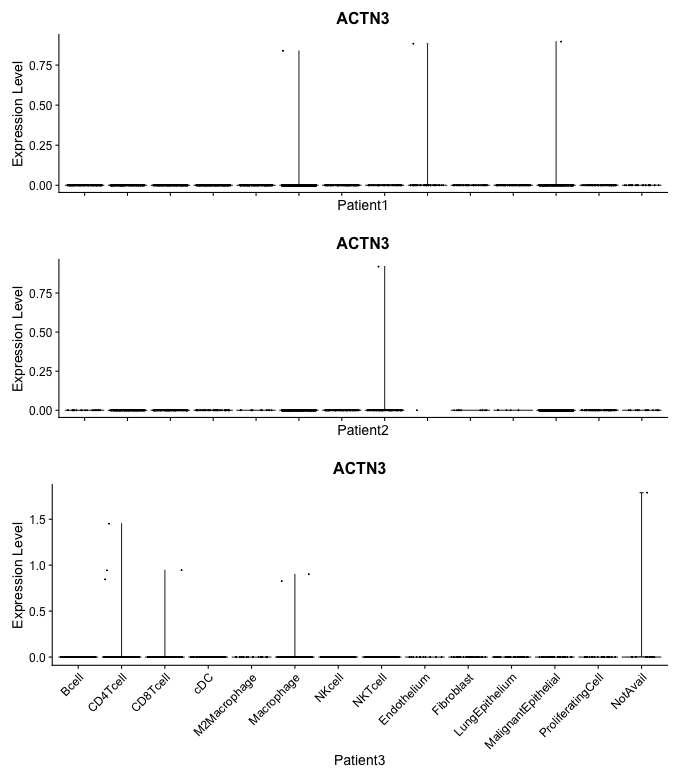 ACTN3
Expression Level
0.75
0.50
0.25
0.00
Patient1
ACTN3
Expression Level
0.75
0.50
0.25
0.00
Patient2
ACTN3
Expression Level
1.5
1.0
0.5
0.0
Bcell
CD4Tcell
CD8Tcell
cDC
M2Macrophage
Macrophage
NKcell
NKTcell
Endothelium
Fibroblast
LungEpithelium
MalignantEpithelial
ProliferatingCell
NotAvail
Patient3